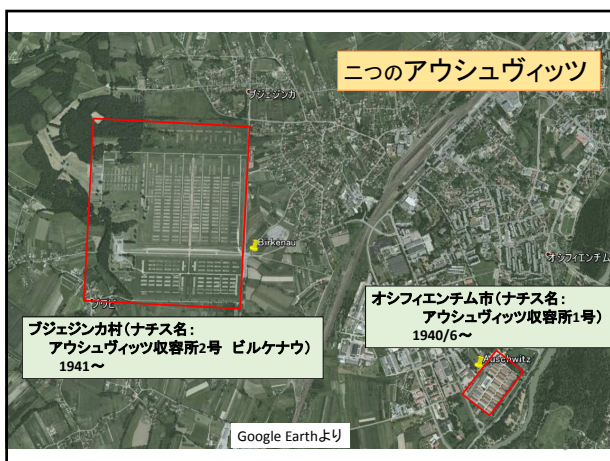 二つのアウシュヴィッツ
ブジェジンカ
Birkenau
オシフィエンチム
プワビ
オシフィエンチム市(ナチス名:
アウシュヴィッツ収容所1号)
1940/6～
ブジェジンカ村(ナチス名:
アウシュヴィッツ収容所2号 ビルケナウ)
1941～
Auschwitz
Google Earthより